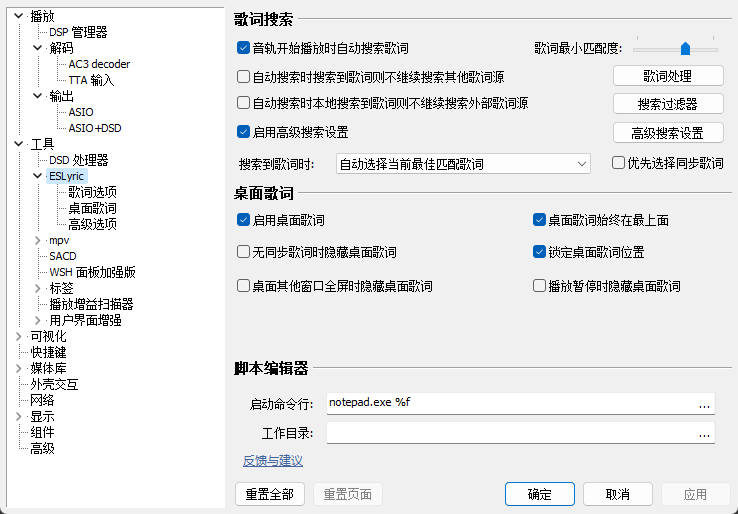 播放
DSP 管理器
解码
AC3 decoder
TTA 输入
输出
ASIO
ASIO+DSD
工具
DSD 处理器
ESLyric
歌词选项
桌面歌词
高级选项
mpv
SACD
WSH 面板加强版
标签
播放增益扫描器
用户界面增强
可视化
快捷键
媒体库
外壳交互
网络
显示
组件
高级
歌词搜索
音轨开始播放时自动搜索歌词
歌词最小匹配度:
自动搜索时搜索到歌词则不继续搜索其他歌词源
歌词处理
自动搜索时本地搜索到歌词则不继续搜索外部歌词源
搜索过滤器
启用高级搜索设置
高级搜索设置
搜索到歌词时:
自动选择当前最佳匹配歌词
优先选择同步歌词
桌面歌词
启用桌面歌词
桌面歌词始终在最上面
无同步歌词时隐藏桌面歌词
锁定桌面歌词位置
桌面其他窗口全屏时隐藏桌面歌词
播放暂停时隐藏桌面歌词
脚本编辑器
启动命令行:
notepad.exe %f
...
工作目录:
...
反馈与建议
重置全部
重置页面
确定
取消
应用